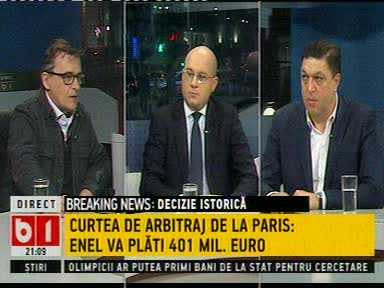 DIRECT
BREAKING NEWS: DECIZIE ISTORICĂ
B1
CURTEA DE ARBITRAJ DE LA PARIS:
ENEL VA PLĂTI 401 MIL. EURO
21:09
ȘTIRI
OLIMPICII AR PUTEA PRIMI BANI DE LA STAT PENTRU CERCETARE